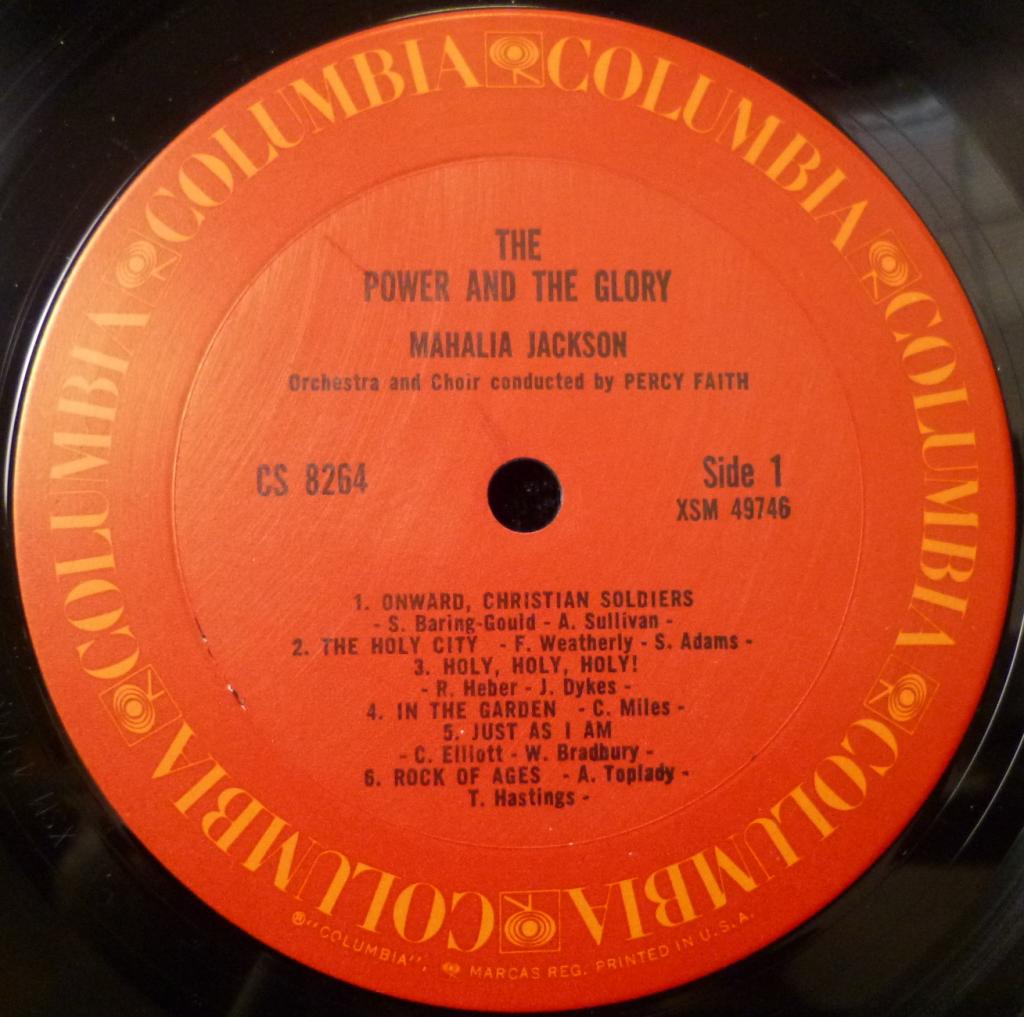 COLUMBIA COLUMBIA COLUMBIA COLUMBIA COLUMBIA COLUMBIA
THE
POWER AND THE GLORY
MAHALIA JACKSON
Orchestra and Choir conducted by PERCY FAITH
CS 8264
Side 1
XSM 49746
1. ONWARD, CHRISTIAN SOLDIERS
- S. Baring-Gould - A. Sullivan -
2. THE HOLY CITY - F. Weatherly - S. Adams -
3. HOLY, HOLY, HOLY!
- R. Heber - J. Dykes -
4. IN THE GARDEN - C. Miles -
5. JUST AS I AM
- C. Elliott - W. Bradbury -
6. ROCK OF AGES - A. Toplady -
T. Hastings -
®"COLUMBIA", MARCAS REG. PRINTED IN U.S.A.